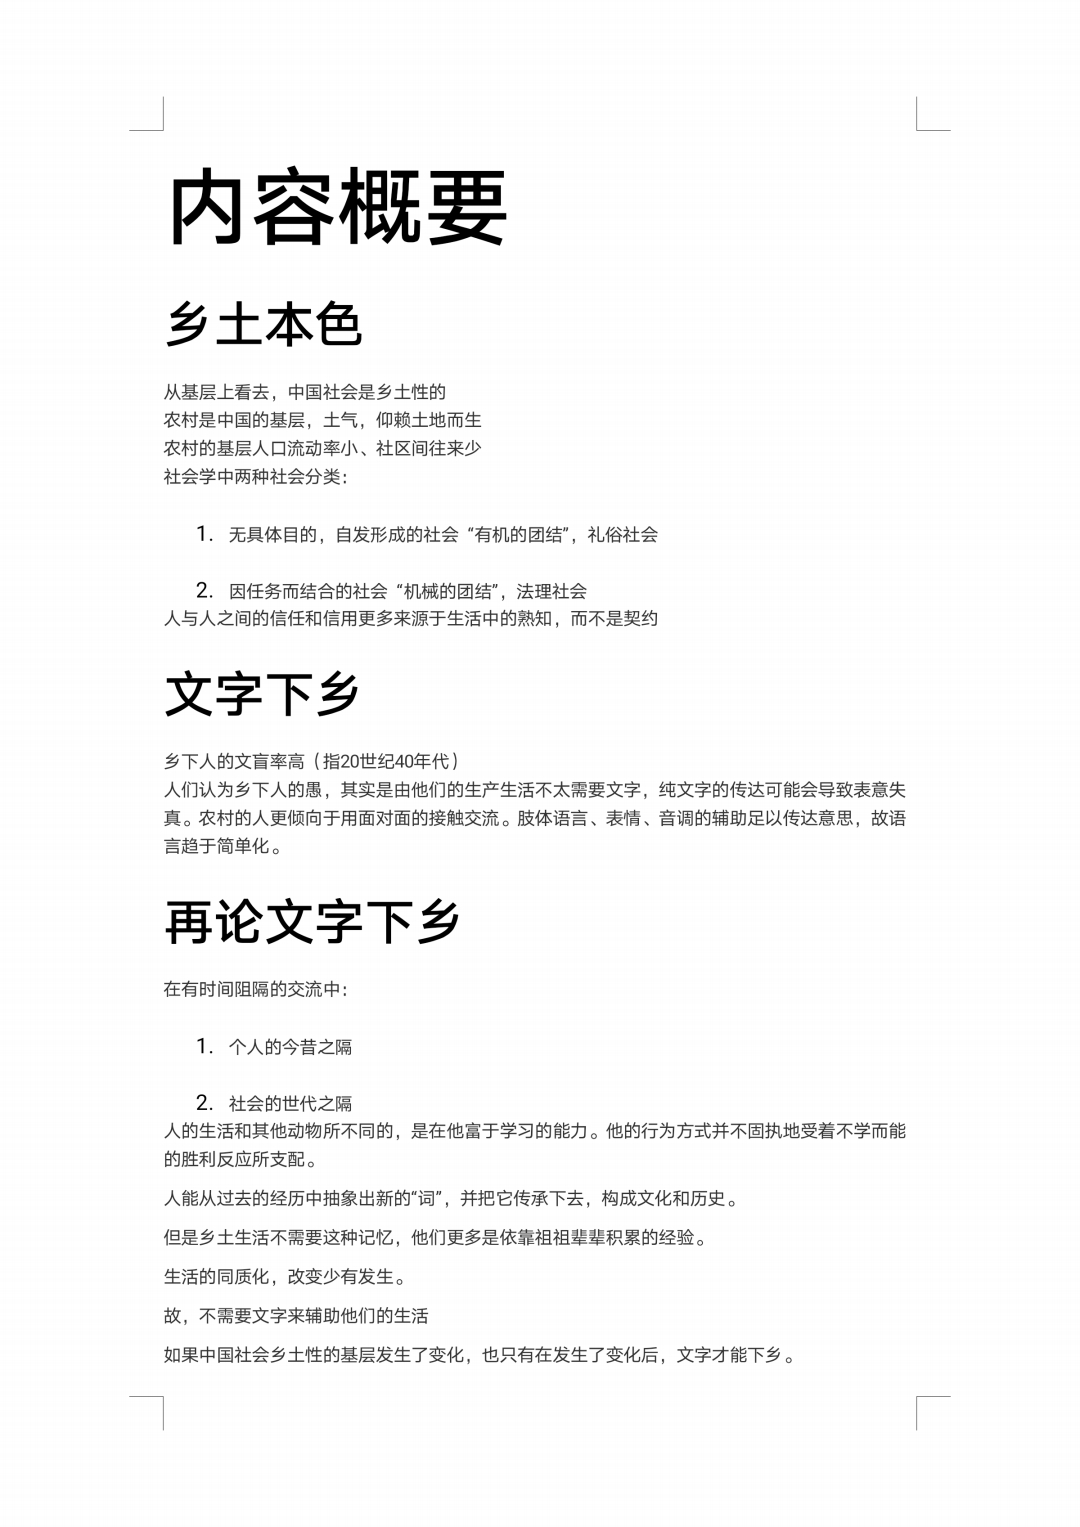 内容概要
乡土本色
从基层上看去，中国社会是乡土性的
农村是中国的基层，土气，仰赖土地而生
农村的基层人口流动率小、社区间往来少
社会学中两种社会分类：
1. 无具体目的，自发形成的社会 “有机的团结”，礼俗社会
2. 因任务而结合的社会 “机械的团结”，法理社会
人与人之间的信任和信用更多来源于生活中的熟知，而不是契约
文字下乡
乡下人的文盲率高（指20世纪40年代）
人们认为乡下人的愚，其实是由他们的生产生活不太需要文字，纯文字的传达可能会导致表意失
真。农村的人更倾向于用面对面的接触交流。肢体语言、表情、音调的辅助足以传达意思，故语
言趋于简单化。
再论文字下乡
在有时间阻隔的交流中：
1. 个人的今昔之隔
2. 社会的世代之隔
人的生活和其他动物所不同的，是在他富于学习的能力。他的行为方式并不固执地受着不学而能
的胜利反应所支配。
人能从过去的经历中抽象出新的“词”，并把它传承下去，构成文化和历史。
但是乡土生活不需要这种记忆，他们更多是依靠祖祖辈辈积累的经验。
生活的同质化，改变少有发生。
故，不需要文字来辅助他们的生活
如果中国社会乡土性的基层发生了变化，也只有在发生了变化后，文字才能下乡。